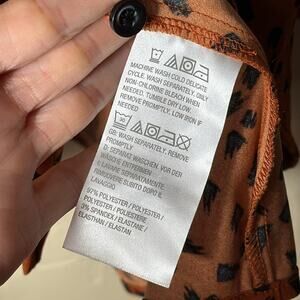 MACHINE WASH COLD DELICATE
CYCLE. WASH SEPARATELY. ONLY
NON-CHLORINE BLEACH WHEN
NEEDED. TUMBLE DRY LOW.
REMOVE PROMPTLY. LOW IRON IF
NEEDED
GB: WASH SEPARATELY. REMOVE
PROMPTLY
D: SEPARAT WASCHEN. VOR DEM
WÄSCHE ENTFERNEN
I: LAVARE SEPARATAMENTE.
RIMUOVERE SUBITO DOPO IL
LAVAGGIO
97% POLYESTER / POLYESTER /
POLYESTER / POLIESTERE
3% SPANDEX / ELASTANE /
ELASTHAN / ELASTAN